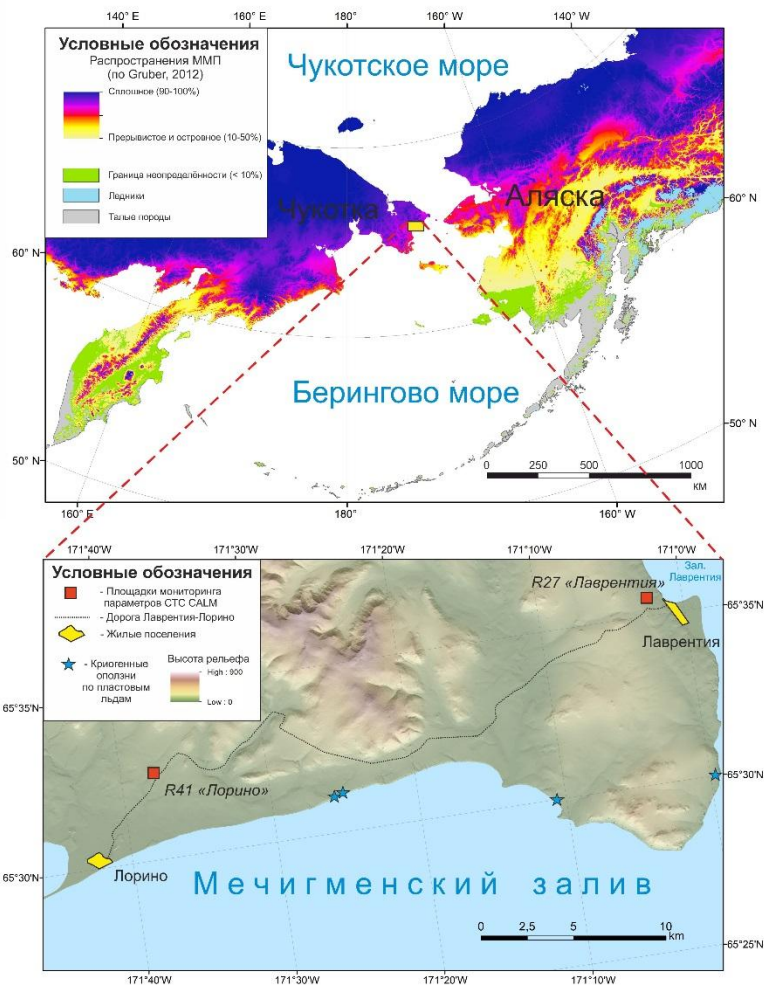 140° E
160° E
180°
160° W
140° W
Условные обозначения
Распространения ММП
(по Gruber, 2012)
Сплошное (90-100%)
Прерывистое и островное (10-50%)
Граница неопределённости (< 10%)
Ледники
Талые породы
Чукотское море
Чукотка
Аляска
60° N
60° N
Берингово море
50° N
50° N
0 250 500 1000
КМ
160° E
180°
160° W
171°40'W
171°30'W
171°20'W
171°10'W
171°0'W
Условные обозначения
- Площадки мониторинга
параметров СТС CALM
- Дорога Лаврентия-Лорино
- Жилые поселения
- Криогенные
оползни
по пластовым
льдам
Высота рельефа
High : 900
Low : 0
Зал.
Лаврентия
R27 «Лаврентия»
65°35'N
Лаврентия
65°35'N
R41 «Лорино»
65°30'N
Лорино
65°30'N
Мечигменский залив
0 2,5 5 10
km
65°25'N
171°40'W
171°30'W
171°20'W
171°10'W